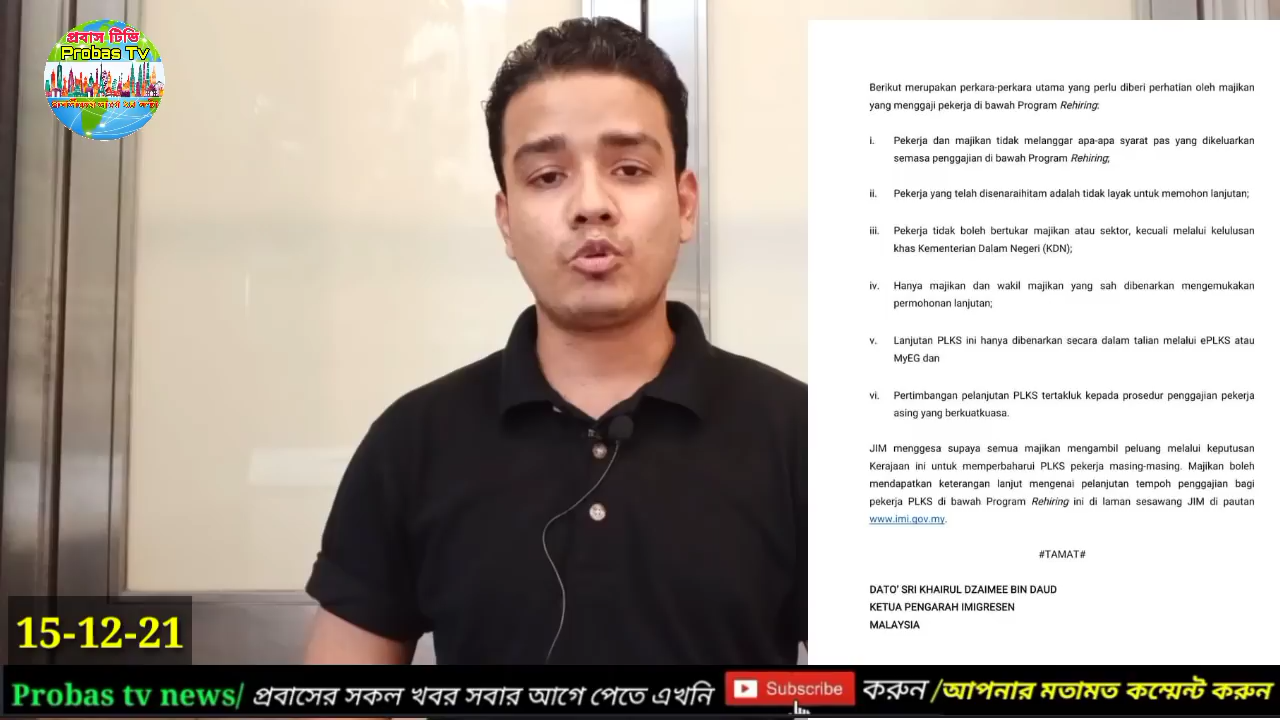 প্রবাস টিভি
Probas Tv
Berikut merupakan perkara-perkara utama yang perlu diberi perhatian oleh majikan
yang menggaji pekerja di bawah Program Rehiring:
i. Pekerja dan majikan tidak melanggar apa-apa syarat pas yang dikeluarkan
semasa penggajian di bawah Program Rehiring;
ii. Pekerja yang telah disenaraihitam adalah tidak layak untuk memohon lanjutan;
iii. Pekerja tidak boleh bertukar majikan atau sektor, kecuali melalui kelulusan
khas Kementerian Dalam Negeri (KDN);
iv. Hanya majikan dan wakil majikan yang sah dibenarkan mengemukakan
permohonan lanjutan;
v. Lanjutan PLKS ini hanya dibenarkan secara dalam talian melalui ePLKS atau
MyEG dan
vi. Pertimbangan pelanjutan PLKS tertakluk kepada prosedur penggajian pekerja
asing yang berkuatkuasa.
JIM menggesa supaya semua majikan mengambil peluang melalui keputusan
Kerajaan ini untuk memperbaharui PLKS pekerja masing-masing. Majikan boleh
mendapatkan keterangan lanjut mengenai pelanjutan tempoh penggajian bagi
pekerja PLKS di bawah Program Rehiring ini di laman sesawang JIM di pautan
www.imi.gov.my.
#TAMAT#
DATO' SRI KHAIRUL DZAIMEE BIN DAUD
KETUA PENGARAH IMIGRESEN
MALAYSIA
15-12-21
Probas tv news/ প্রবাসের সকল খবর সবার আগে পেতে এখনি Subscribe করুন /আপনার মতামত কমেন্ট করুন